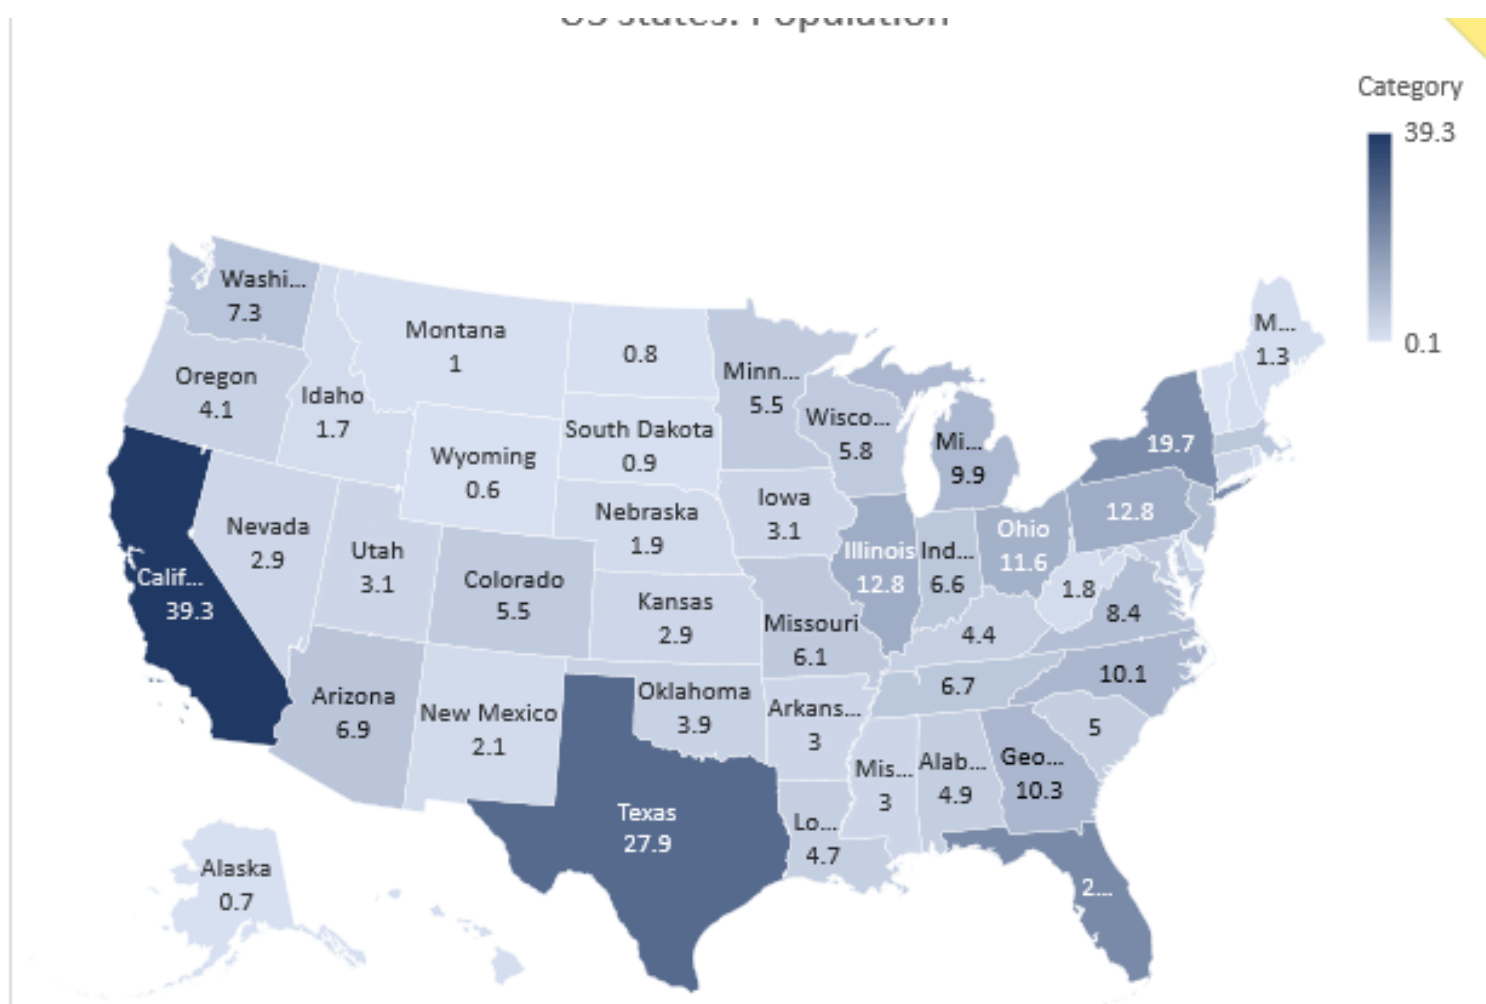 US states: Population
Category
39.3
0.1
Washi...
7.3
Montana
1
0.8
Minn...
5.5
M...
1.3
Oregon
4.1
Idaho
1.7
Wyoming
0.6
South Dakota
0.9
Wisco...
5.8
Mi...
9.9
19.7
Nevada
2.9
Utah
3.1
Colorado
5.5
Nebraska
1.9
Iowa
3.1
Illinois
12.8
Ind...
6.6
Ohio
11.6
12.8
Calif...
39.3
Kansas
2.9
Missouri
6.1
4.4
1.8
8.4
Arizona
6.9
New Mexico
2.1
Oklahoma
3.9
Arkans...
3
6.7
10.1
5
Texas
27.9
Lo...
4.7
Mis...
3
Alab...
4.9
Geo...
10.3
2...
Alaska
0.7